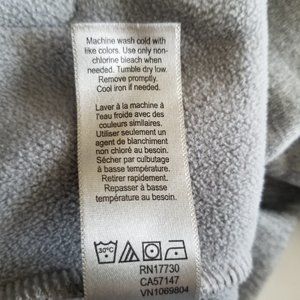 Machine wash cold with
like colors. Use only non-
chlorine bleach when
needed. Tumble dry low.
Remove promptly.
Cool iron if needed.
Laver à la machine à
l'eau froide avec des
couleurs similaires.
Utiliser seulement un
agent de blanchiment
non chloré au besoin.
Sécher par culbutage
à basse température.
Retirer rapidement.
Repasser à basse
température au besoin.
30°C
RN17730
CA57147
VN1069804